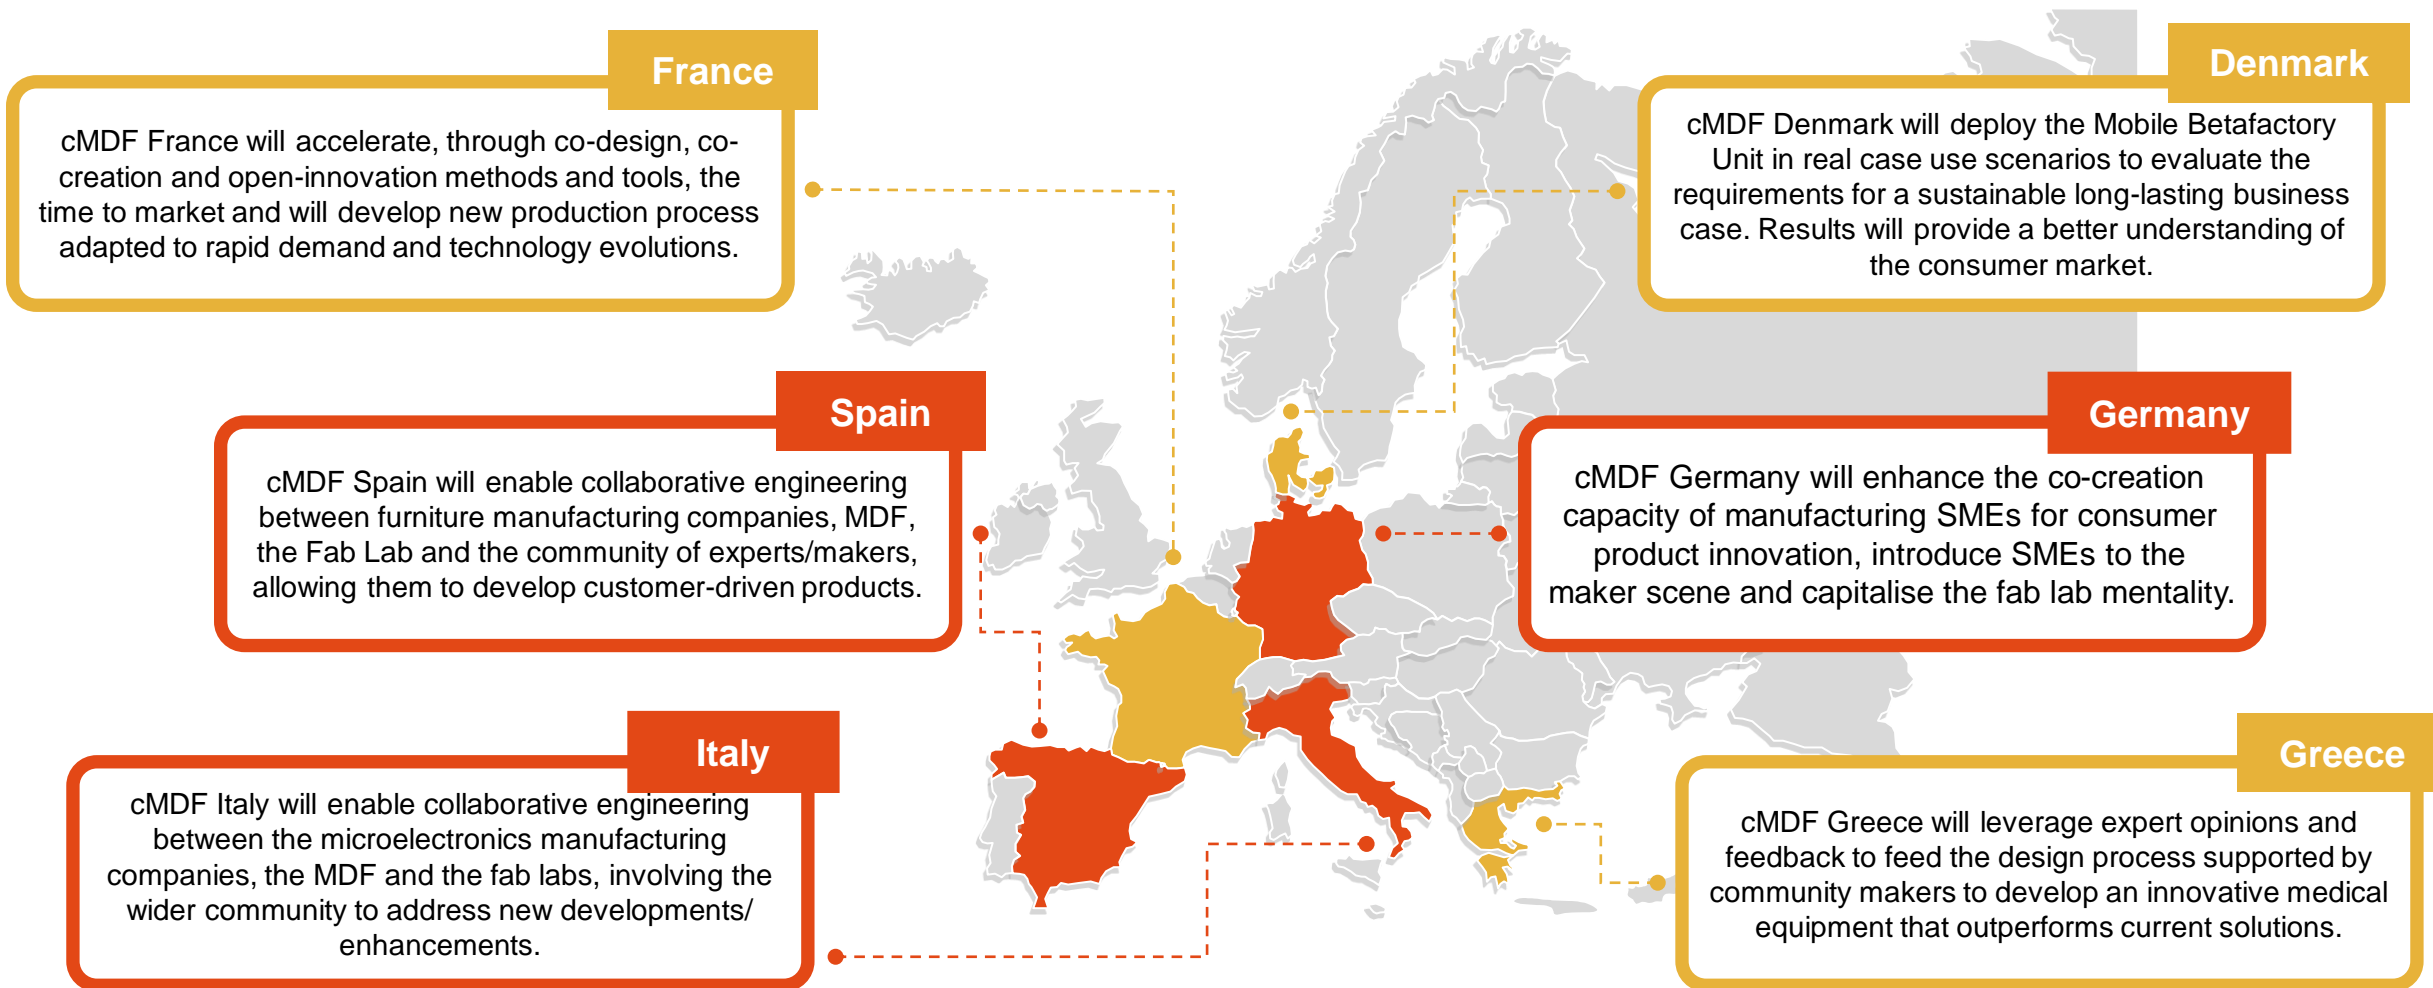 France
cMDF France will accelerate, through co-design, co-
creation and open-innovation methods and tools, the
time to market and will develop new production process
adapted to rapid demand and technology evolutions.
Denmark
cMDF Denmark will deploy the Mobile Betafactory
Unit in real case use scenarios to evaluate the
requirements for a sustainable long-lasting business
case. Results will provide a better understanding of
the consumer market.
Spain
cMDF Spain will enable collaborative engineering
between furniture manufacturing companies, MDF,
the Fab Lab and the community of experts/makers,
allowing them to develop customer-driven products.
Germany
cMDF Germany will enhance the co-creation
capacity of manufacturing SMEs for consumer
product innovation, introduce SMEs to the
maker scene and capitalise the fab lab mentality.
Italy
cMDF Italy will enable collaborative engineering
between the microelectronics manufacturing
companies, the MDF and the fab labs, involving the
wider community to address new developments/
enhancements.
Greece
cMDF Greece will leverage expert opinions and
feedback to feed the design process supported by
community makers to develop an innovative medical
equipment that outperforms current solutions.